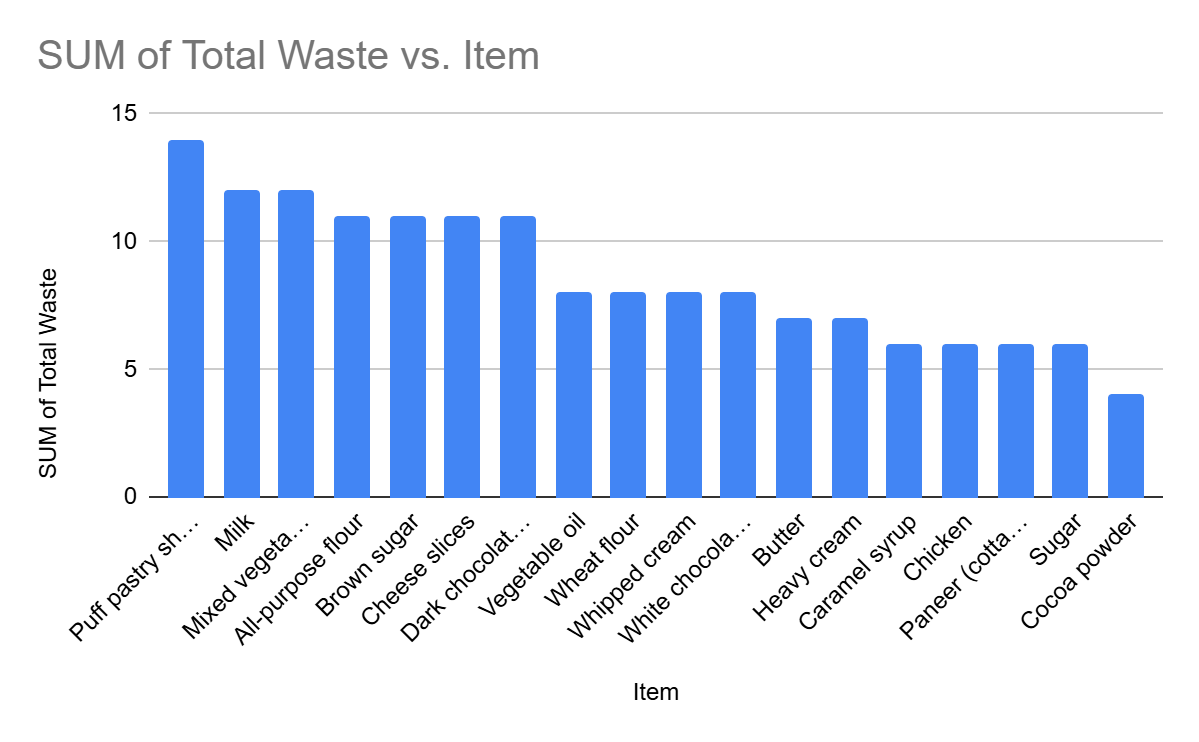 SUM of Total Waste vs. Item
15
10
5
0
SUM of Total Waste
Puff pastry sh…
Milk
Mixed vegeta…
All-purpose flour
Brown sugar
Cheese slices
Dark chocolat…
Vegetable oil
Wheat flour
Whipped cream
White chocola…
Butter
Heavy cream
Caramel syrup
Chicken
Paneer (cotta…
Sugar
Cocoa powder
Item